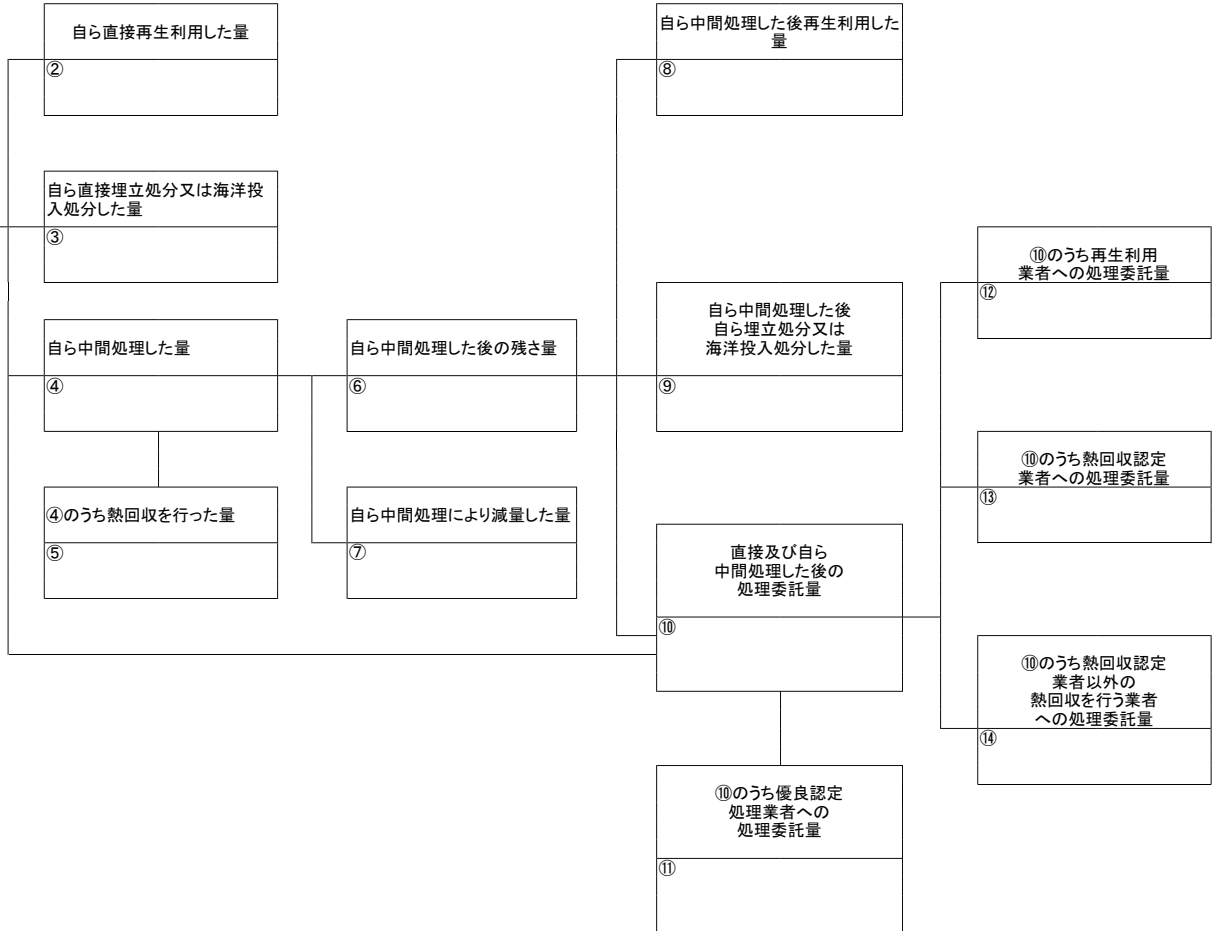 自ら直接再生利用した量
②
自ら直接埋立処分又は海洋投
入処分した量
③
自ら中間処理した量
④
④のうち熱回収を行った量
⑤
自ら中間処理した後の残さ量
⑥
自ら中間処理により減量した量
⑦
自ら中間処理した後再生利用した
量
⑧
自ら中間処理した後
自ら埋立処分又は
海洋投入処分した量
⑨
直接及び自ら
中間処理した後の
処理委託量
⑩
⑩のうち優良認定
処理業者への
処理委託量
⑪
⑩のうち再生利用
業者への処理委託量
⑫
⑩のうち熱回収認定
業者への処理委託量
⑬
⑩のうち熱回収認定
業者以外の
熱回収を行う業者
への処理委託量
⑭